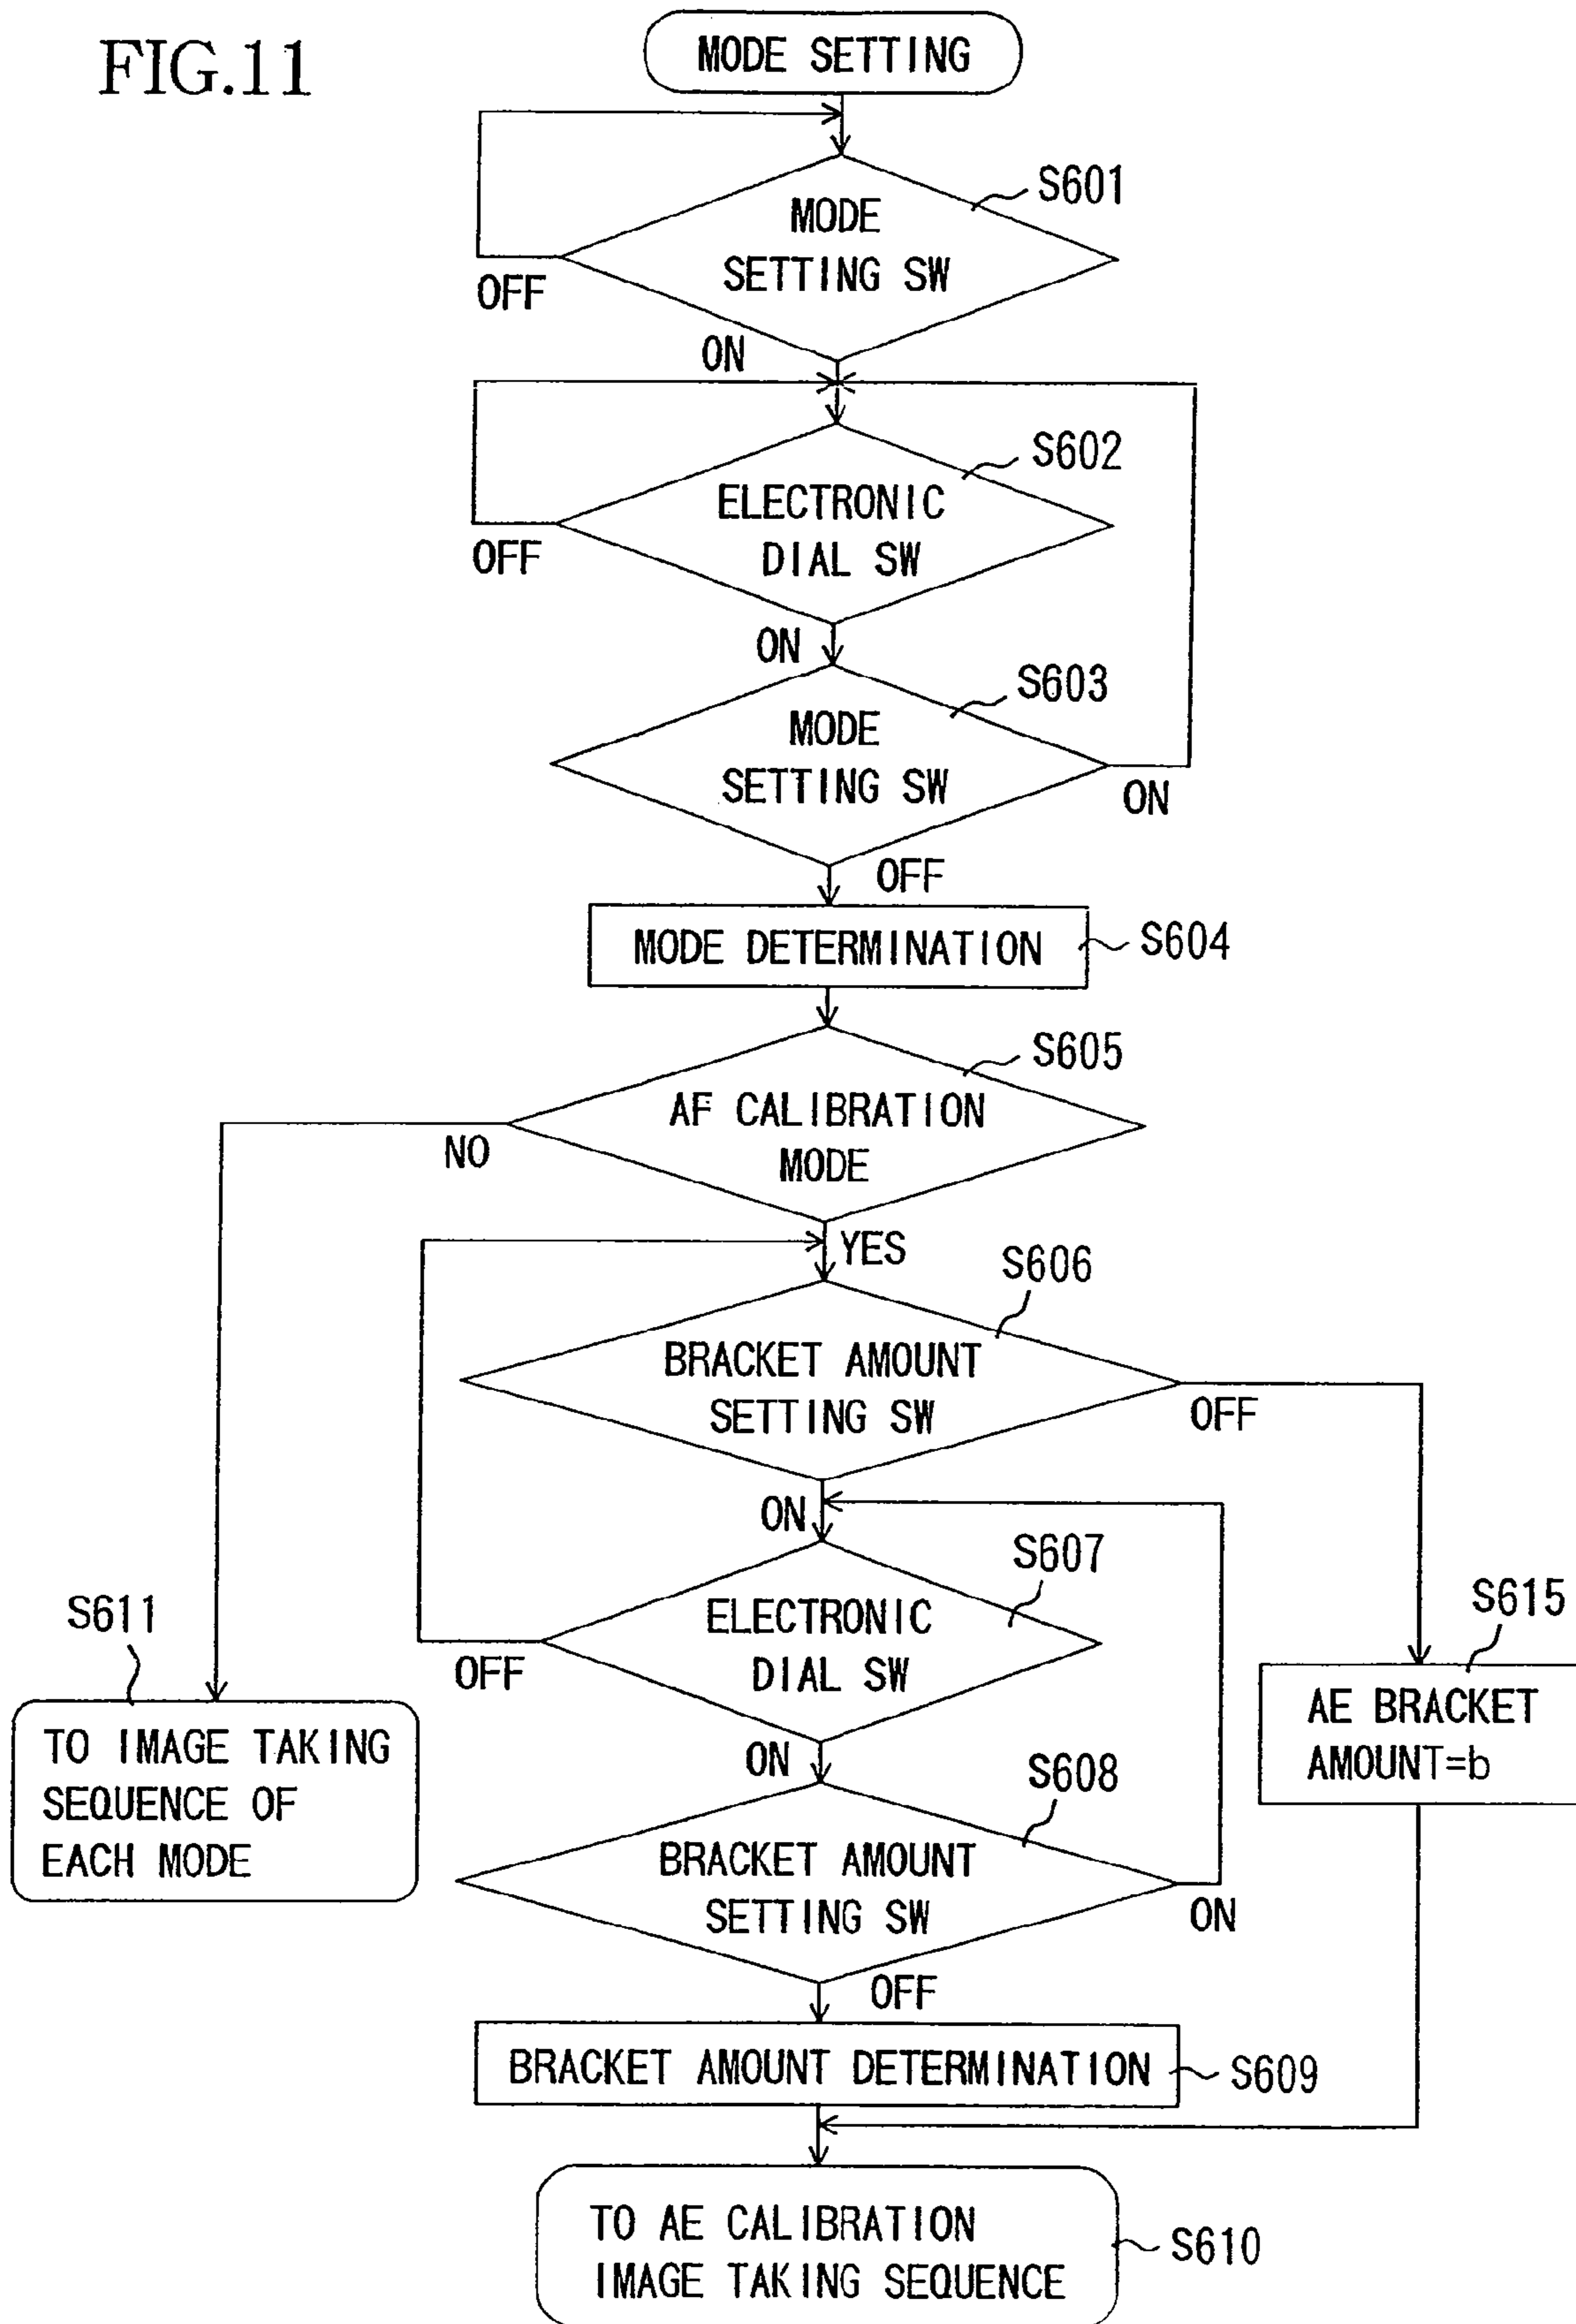 FIG.11
MODE SETTING
S601
MODE
SETTING SW
OFF
ON
S602
ELECTRONIC
DIAL SW
OFF
ON
S603
MODE
SETTING SW
ON
OFF
MODE DETERMINATION
S604
S605
AF CALIBRATION
MODE
NO
YES
S606
BRACKET AMOUNT
SETTING SW
OFF
ON
S607
ELECTRONIC
DIAL SW
OFF
ON
S611
TO IMAGE TAKING
SEQUENCE OF
EACH MODE
S615
AE BRACKET
AMOUNT=b
S608
BRACKET AMOUNT
SETTING SW
ON
OFF
BRACKET AMOUNT DETERMINATION
S609
TO AE CALIBRATION
IMAGE TAKING SEQUENCE
S610